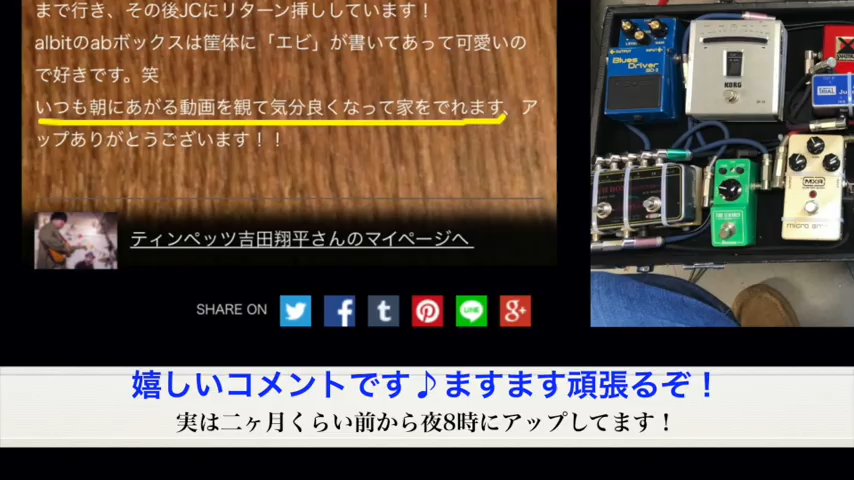 まで行き、その後JCにリターン挿ししています！
albitのabボックスは筐体に「エビ」が書いてあって可愛いの
で好きです。笑
いつも朝にあがる動画を観て気分良くなって家をでれます、ア
ップありがとうございます！！
ティンペッツ吉田翔平さんのマイページへ
SHARE ON
LINE
Blues
Driver
KORG
MXR
micro amp
嬉しいコメントです♪ますます頑張るぞ！
実は二ヶ月くらい前から夜8時にアップしてます！